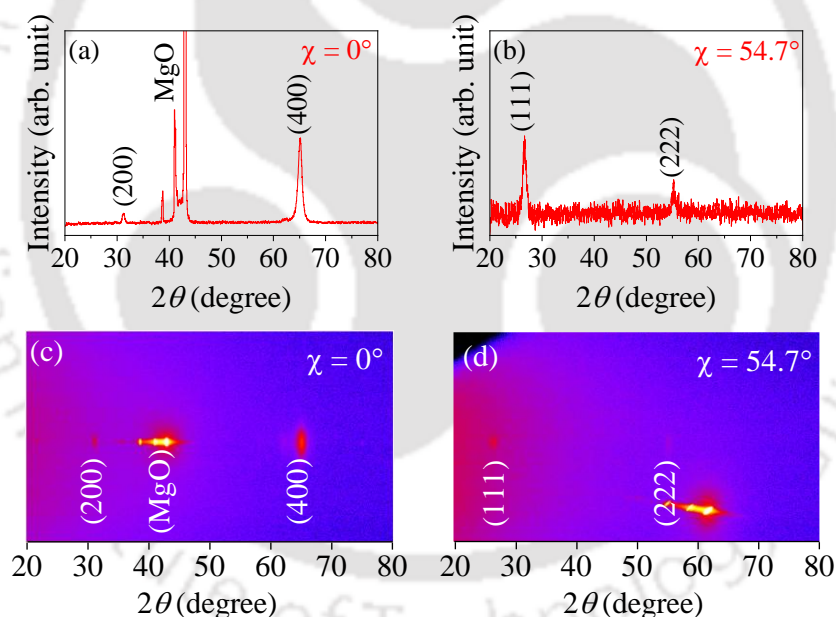 (a) χ = 0°
MgO
(200)
(400)
Intensity (arb. unit)
20 30 40 50 60 70 80
2θ (degree)
(b) χ = 54.7°
(111)
(222)
Intensity (arb. unit)
20 30 40 50 60 70 80
2θ (degree)
(c) χ = 0°
(200)
(MgO)
(400)
20 30 40 50 60 70 80
2θ (degree)
(d) χ = 54.7°
(111)
(222)
20 30 40 50 60 70 80
2θ (degree)